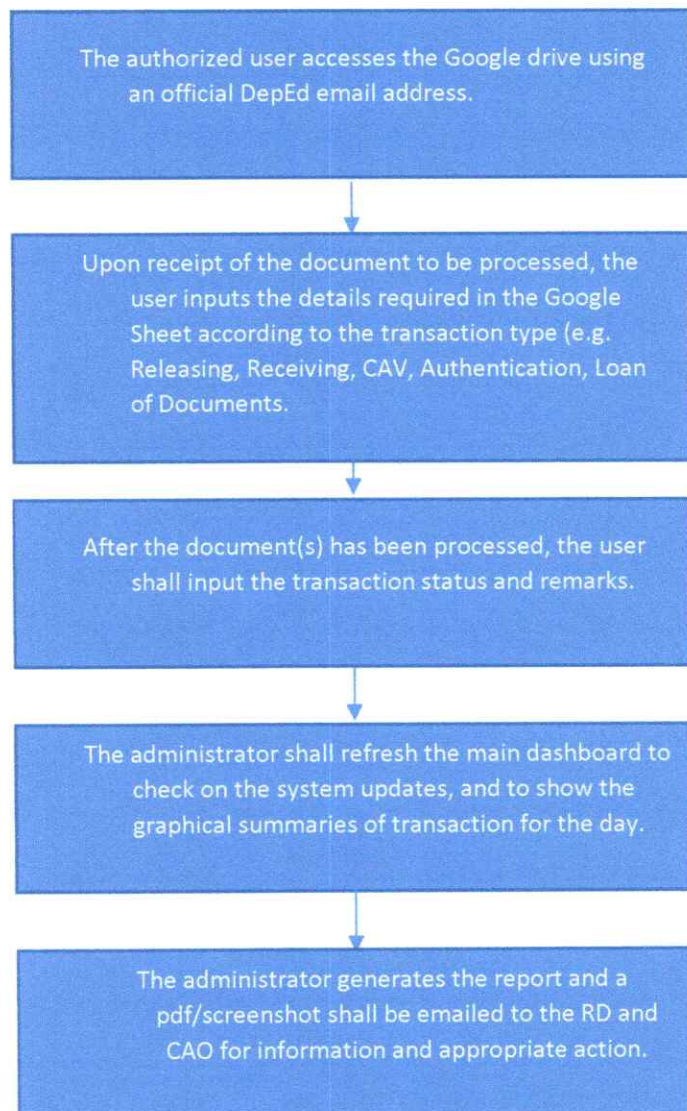 The authorized user accesses the Google drive using
an official DepEd email address.
Upon receipt of the document to be processed, the
user inputs the details required in the Google
Sheet according to the transaction type (e.g.
Releasing, Receiving, CAV, Authentication, Loan
of Documents.
After the document(s) has been processed, the user
shall input the transaction status and remarks.
The administrator shall refresh the main dashboard to
check on the system updates, and to show the
graphical summaries of transaction for the day.
The administrator generates the report and a
pdf/screenshot shall be emailed to the RD and
CAO for information and appropriate action.